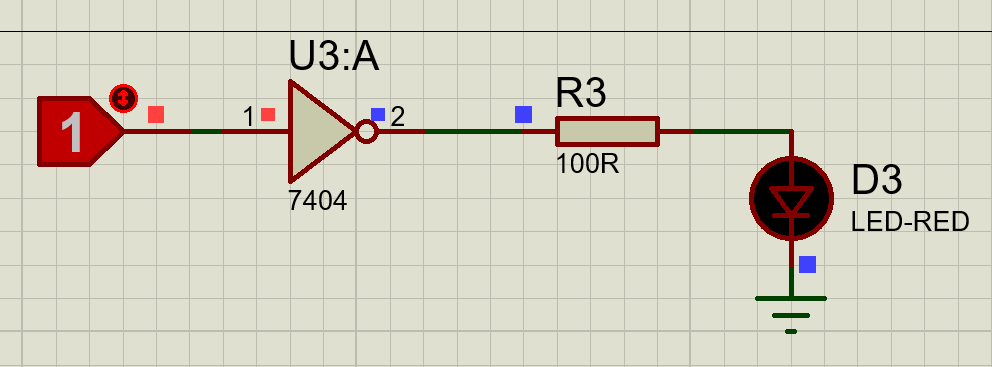 U3:A
1
1
2
7404
R3
100R
D3
LED-RED